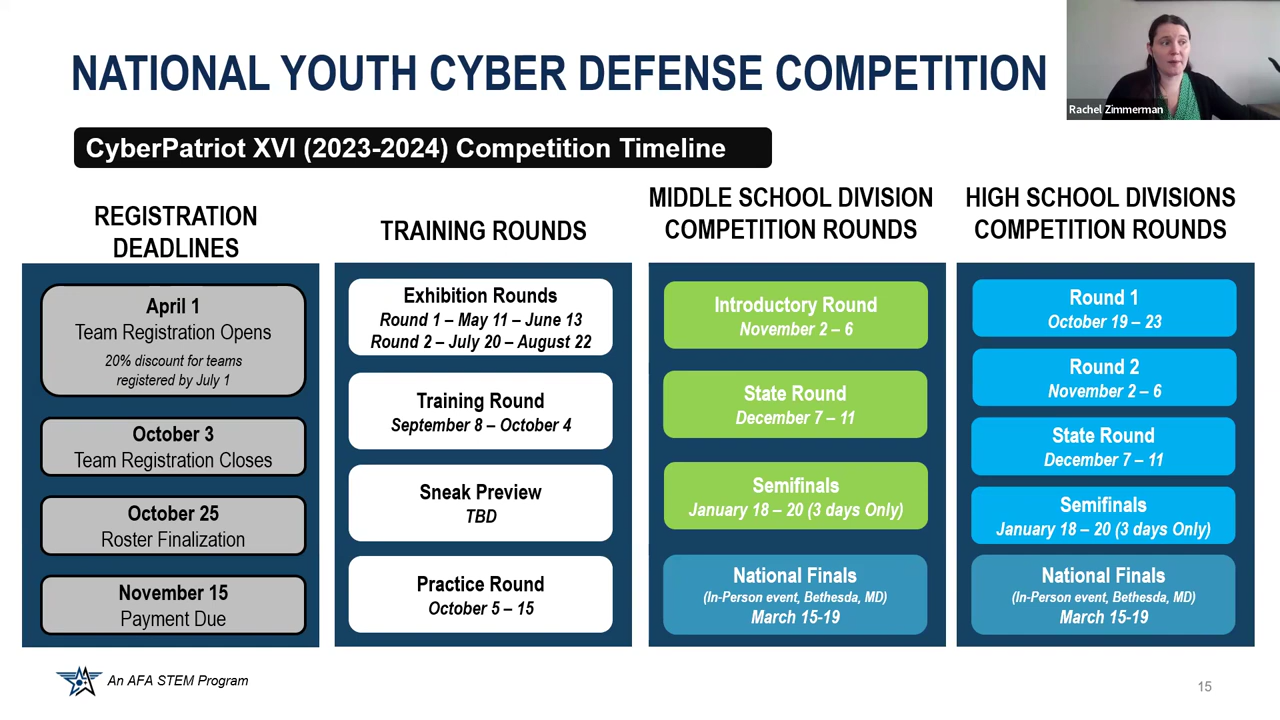 NATIONAL YOUTH CYBER DEFENSE COMPETITION
Rachel Zimmerman
CyberPatriot XVI (2023-2024) Competition Timeline
REGISTRATION
DEADLINES
April 1
Team Registration Opens
20% discount for teams
registered by July 1
October 3
Team Registration Closes
October 25
Roster Finalization
November 15
Payment Due
TRAINING ROUNDS
Exhibition Rounds
Round 1 – May 11 – June 13
Round 2 – July 20 – August 22
Training Round
September 8 – October 4
Sneak Preview
TBD
Practice Round
October 5 – 15
MIDDLE SCHOOL DIVISION
COMPETITION ROUNDS
Introductory Round
November 2 – 6
State Round
December 7 – 11
Semifinals
January 18 – 20 (3 days Only)
National Finals
(In-Person event, Bethesda, MD)
March 15-19
HIGH SCHOOL DIVISIONS
COMPETITION ROUNDS
Round 1
October 19 – 23
Round 2
November 2 – 6
State Round
December 7 – 11
Semifinals
January 18 – 20 (3 days Only)
National Finals
(In-Person event, Bethesda, MD)
March 15-19
An AFA STEM Program
15